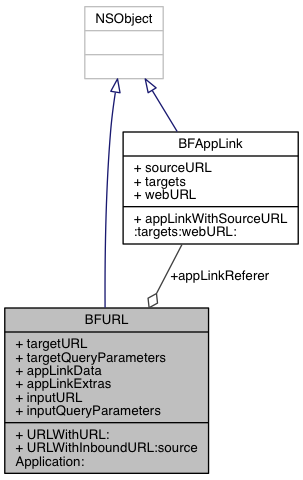 NSObject
BFAppLink
+ sourceURL
+ targets
+ webURL
+ appLinkWithSourceURL
:targets:webURL:
+appLinkReferer
BFURL
+ targetURL
+ targetQueryParameters
+ appLinkData
+ appLinkExtras
+ inputURL
+ inputQueryParameters
+ URLWithURL:
+ URLWithInboundURL:source
Application: